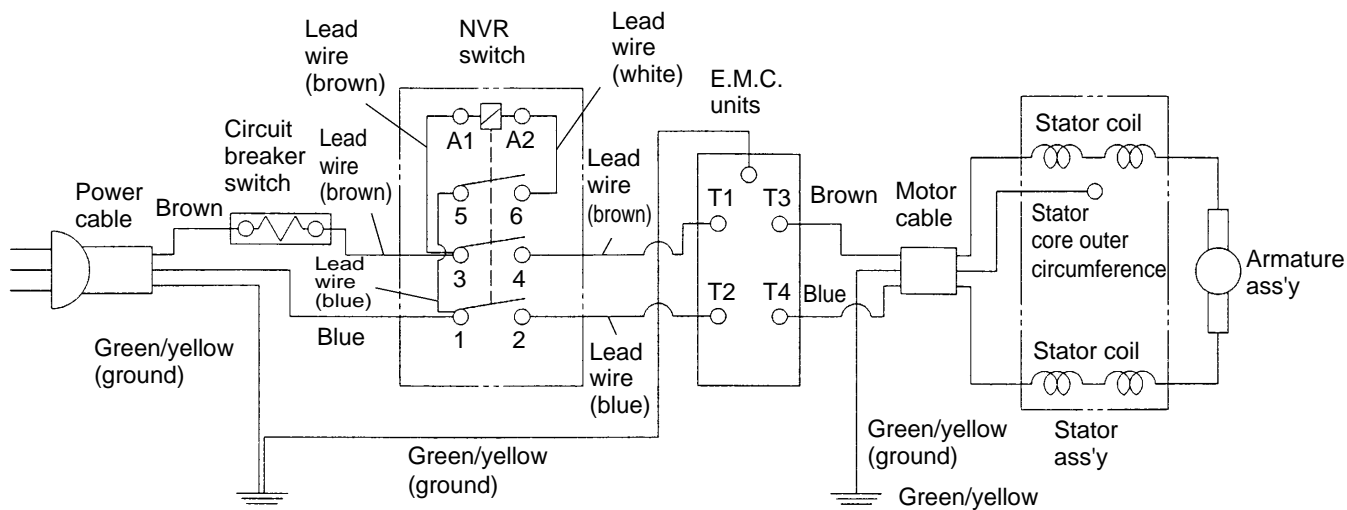 Lead
wire
(brown)
NVR
switch
Lead
wire
(white)
E.M.C.
units
Circuit
breaker
switch
Lead
wire
(brown)
A1
A2
Stator coil
Power
cable
Brown
5
6
Lead
wire
(brown)
T1
T3
Brown
Motor
cable
Stator
core outer
circumference
Armature
ass'y
Lead
wire
(blue)
3
4
T2
T4
Blue
Blue
1
2
Green/yellow
(ground)
Lead
wire
(blue)
Stator coil
Green/yellow
(ground)
Stator
ass'y
Green/yellow
(ground)
Green/yellow